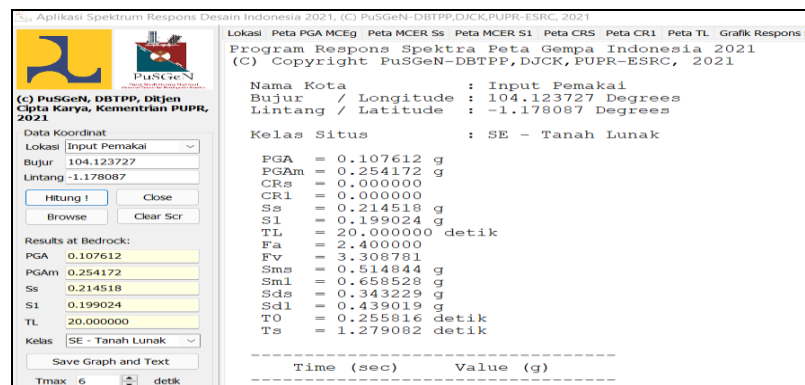 Aplikasi Spektrum Respons Desain Indonesia 2021, (C) PuSGeN-DBTPP,DJCK,PUPR-ESRC, 2021
PUPR
PuSGeN
(c) PuSGeN, DBTPP, Ditjen
Cipta Karya, Kementrian PUPR,
2021
Data Koordinat
Lokasi Input Pemakai
Bujur 104.123727
Lintang -1.178087
Hitung ! Close
Browse Clear Scr
Results at Bedrock:
PGA 0.107612
PGAm 0.254172
Ss 0.214518
S1 0.199024
TL 20.000000
Kelas SE - Tanah Lunak
Save Graph and Text
Tmax 6 detik
Lokasi Peta PGA MCEg Peta MCER Ss Peta MCER S1 Peta CRS Peta CR1 Peta TL Grafik Respons
Program Respons Spektra Peta Gempa Indonesia 2021
(C) Copyright PuSGeN-DBTPP,DJCK,PUPR-ESRC, 2021
Nama Kota : Input Pemakai
Bujur / Longitude : 104.123727 Degrees
Lintang / Latitude : -1.178087 Degrees
Kelas Situs : SE - Tanah Lunak
PGA = 0.107612 g
PGAm = 0.254172 g
CRs = 0.000000
CR1 = 0.000000
Ss = 0.214518 g
S1 = 0.199024 g
TL = 20.000000 detik
Fa = 2.400000
Fv = 3.308781
Sms = 0.514844 g
Sm1 = 0.658528 g
Sds = 0.343229 g
Sd1 = 0.439019 g
T0 = 0.255816 detik
Ts = 1.279082 detik
Time (sec) Value (g)